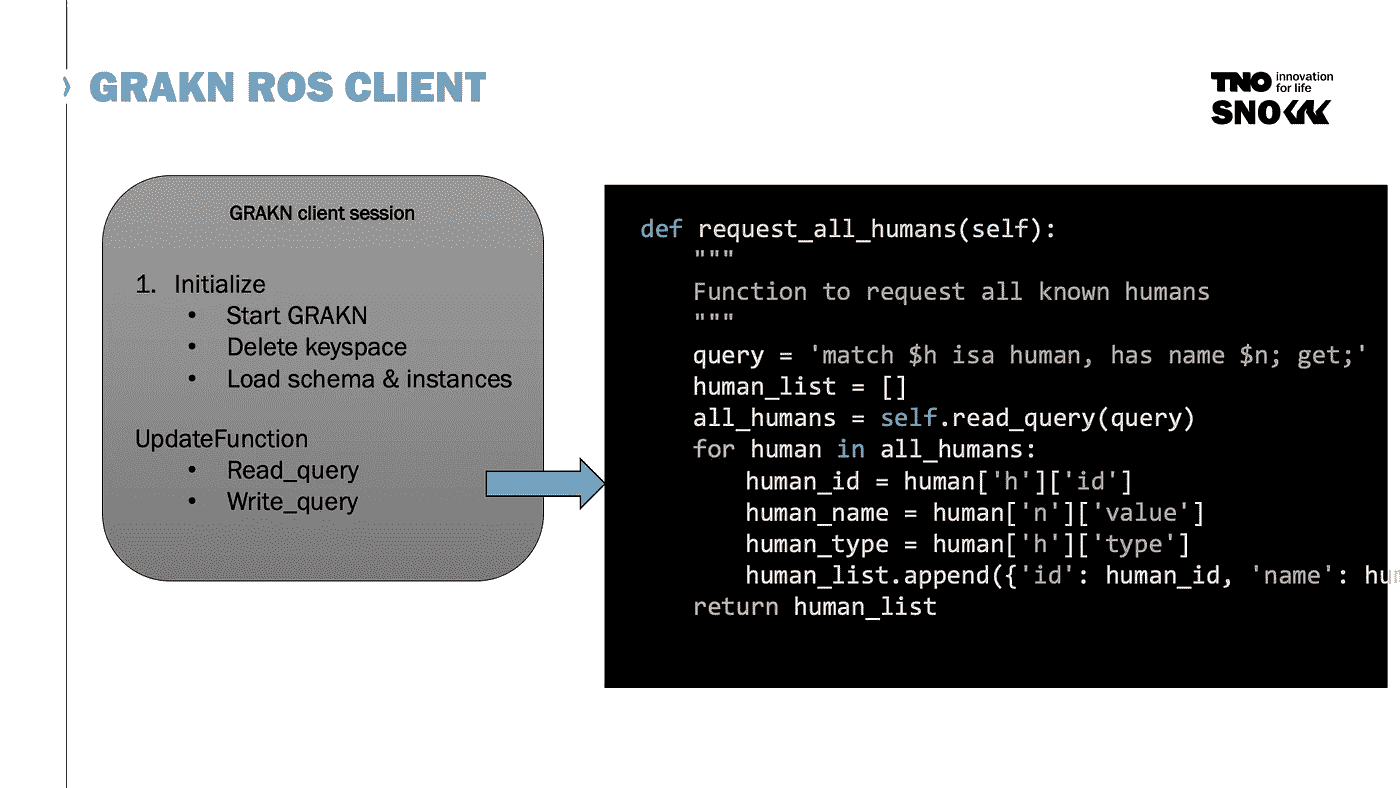 GRAKN ROS CLIENT
TNO innovation
for life
SNOW
GRAKN client session
1. Initialize
• Start GRAKN
• Delete keyspace
• Load schema & instances
UpdateFunction
• Read_query
• Write_query
def request_all_humans(self):
"""
Function to request all known humans
"""
query = 'match $h isa human, has name $n; get;'
human_list = []
all_humans = self.read_query(query)
for human in all_humans:
human_id = human['h']['id']
human_name = human['n']['value']
human_type = human['h']['type']
human_list.append({'id': human_id, 'name':
return human_list